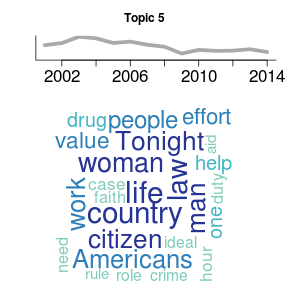 Topic 5
2002 2006 2010 2014
drug people effort
value Tonight aid
woman law help
work case life man duty
faith one
country
citizen ideal
need Americans hour
rule role crime